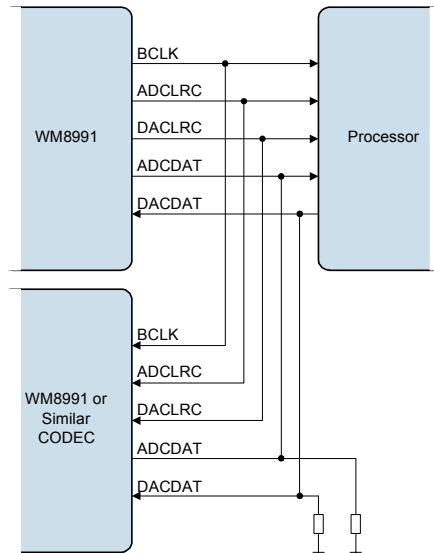 BCLK
ADCLRC
DACLRC
ADCDAT
DACDAT
WM8991
Processor
BCLK
ADCLRC
DACLRC
ADCDAT
DACDAT
WM8991 or
Similar
CODEC